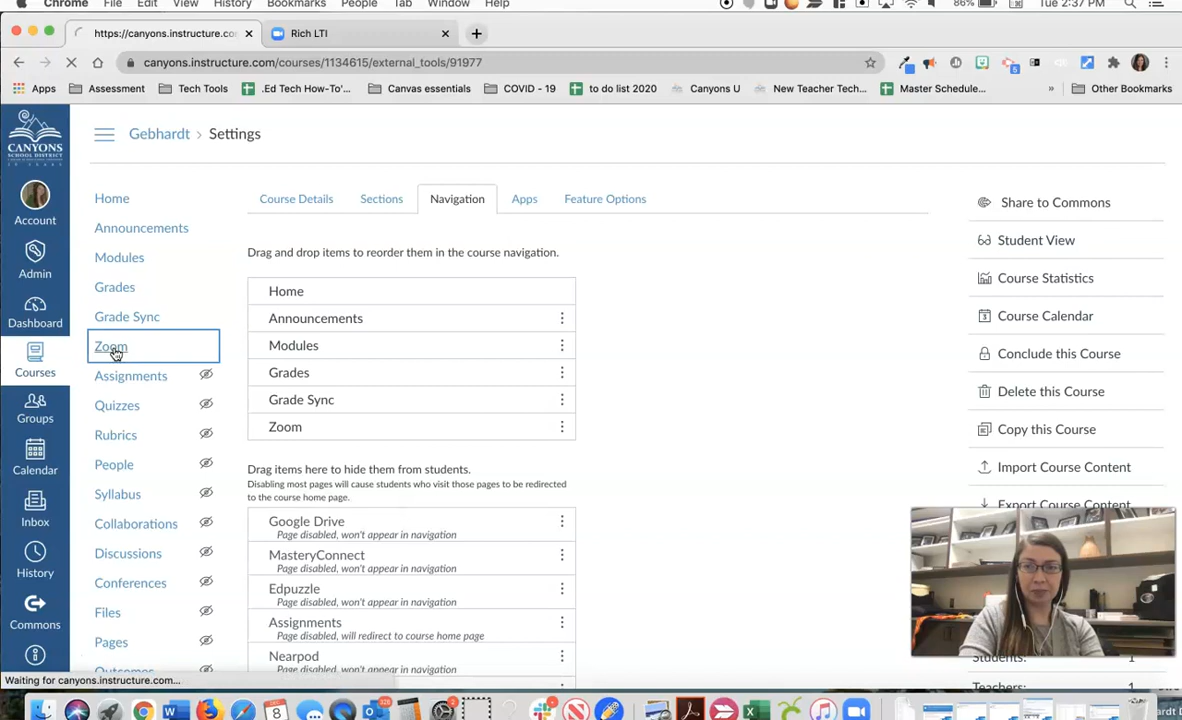 Chrome File Edit View History Bookmarks People Tab Window Help 86% Tue 2:37 PM
https://canyons.instructure.co Rich LTI
canyons.instructure.com/courses/1134615/external_tools/91977
Apps Assessment Tech Tools .Ed Tech How-To'... Canvas essentials COVID - 19 to do list 2020 Canyons U New Teacher Tech... Master Schedule... » Other Bookmarks
CANYONS
SCHOOL DISTRICT
Gebhardt › Settings
Account
Admin
Dashboard
Courses
Groups
Calendar
Inbox
History
Commons
Home
Announcements
Modules
Grades
Grade Sync
Zoom
Assignments
Quizzes
Rubrics
People
Syllabus
Collaborations
Discussions
Conferences
Files
Pages
Outcomes
Course Details Sections Navigation Apps Feature Options
Drag and drop items to reorder them in the course navigation.
Home
Announcements
Modules
Grades
Grade Sync
Zoom
Drag items here to hide them from students.
Disabling most pages will cause students who visit those pages to be redirected
to the course home page.
Google Drive
Page disabled, won't appear in navigation
MasteryConnect
Page disabled, won't appear in navigation
Edpuzzle
Page disabled, won't appear in navigation
Assignments
Page disabled, will redirect to course home page
Nearpod
Page disabled, won't appear in navigation
Share to Commons
Student View
Course Statistics
Course Calendar
Conclude this Course
Delete this Course
Copy this Course
Import Course Content
Export Course Content
Students: 1
Teachers: 1
Waiting for canyons.instructure.com...